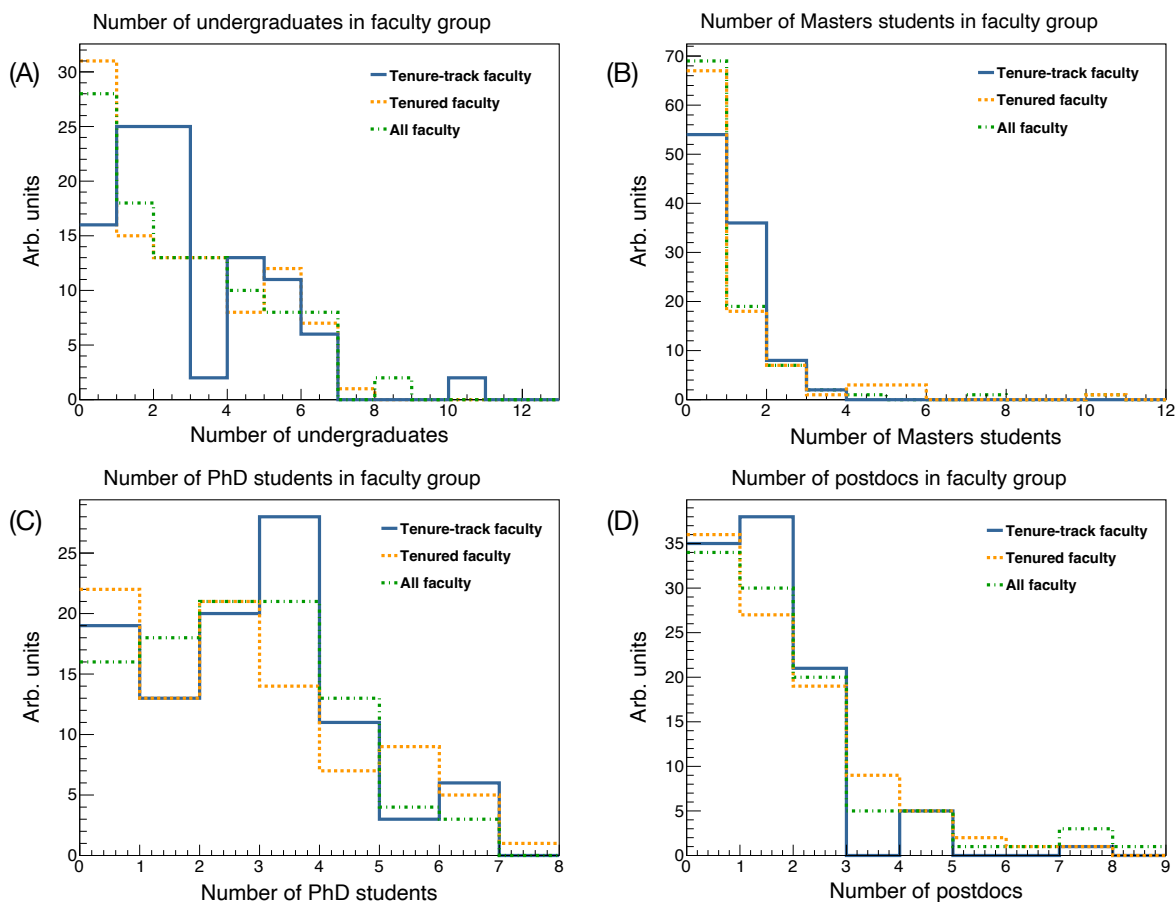 Number of undergraduates in faculty group
(A)
30
25
20
15
10
5
0
Arb. units
Tenure-track faculty
Tenured faculty
All faculty
0 2 4 6 8 10 12
Number of undergraduates
Number of Masters students in faculty group
(B)
70
60
50
40
30
20
10
0
Arb. units
Tenure-track faculty
Tenured faculty
All faculty
0 2 4 6 8 10 12
Number of Masters students
Number of PhD students in faculty group
(C)
25
20
15
10
5
0
Arb. units
Tenure-track faculty
Tenured faculty
All faculty
0 1 2 3 4 5 6 7 8
Number of PhD students
Number of postdocs in faculty group
(D)
35
30
25
20
15
10
5
0
Arb. units
Tenure-track faculty
Tenured faculty
All faculty
0 1 2 3 4 5 6 7 8 9
Number of postdocs